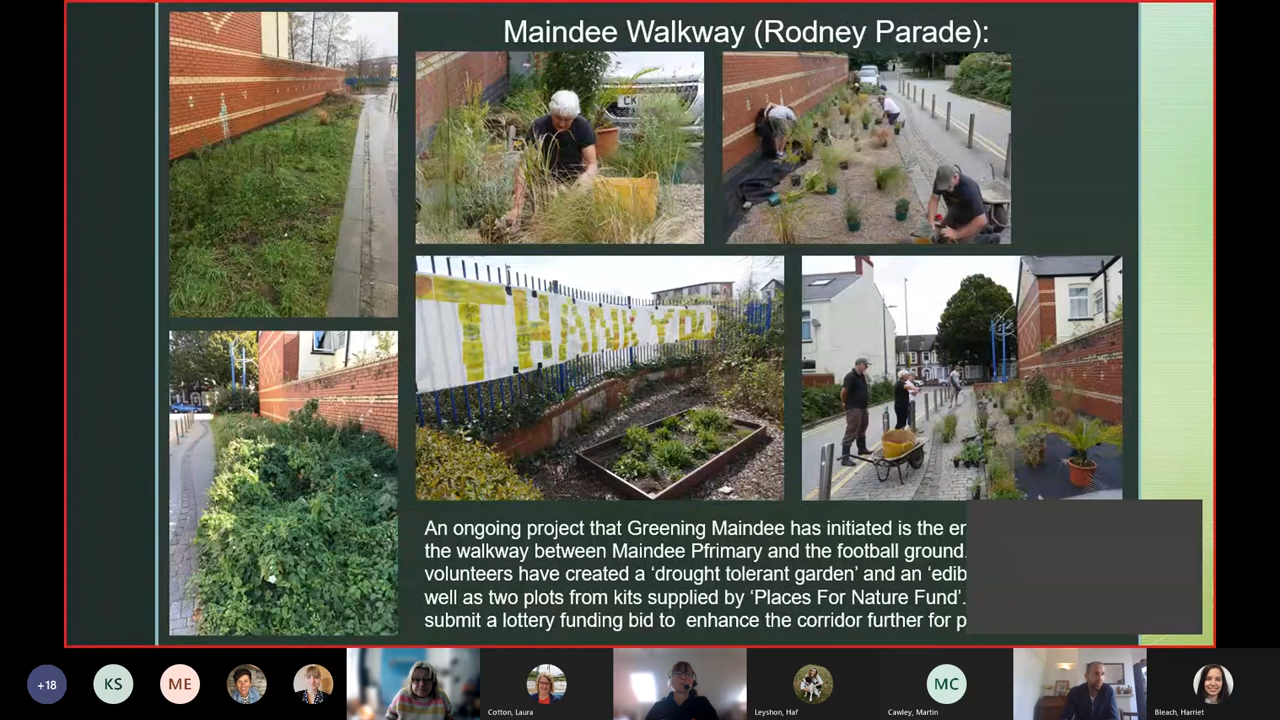 Maindee Walkway (Rodney Parade):
CK
THANK YOU
An ongoing project that Greening Maindee has initiated is the en
the walkway between Maindee Pfrimary and the football ground.
volunteers have created a ‘drought tolerant garden’ and an ‘edib
well as two plots from kits supplied by ‘Places For Nature Fund’.
submit a lottery funding bid to enhance the corridor further for p
+18
KS
ME
Cotton, Laura
Leyshon, Haf
MC
Cawley, Martin
Bleach, Harriet